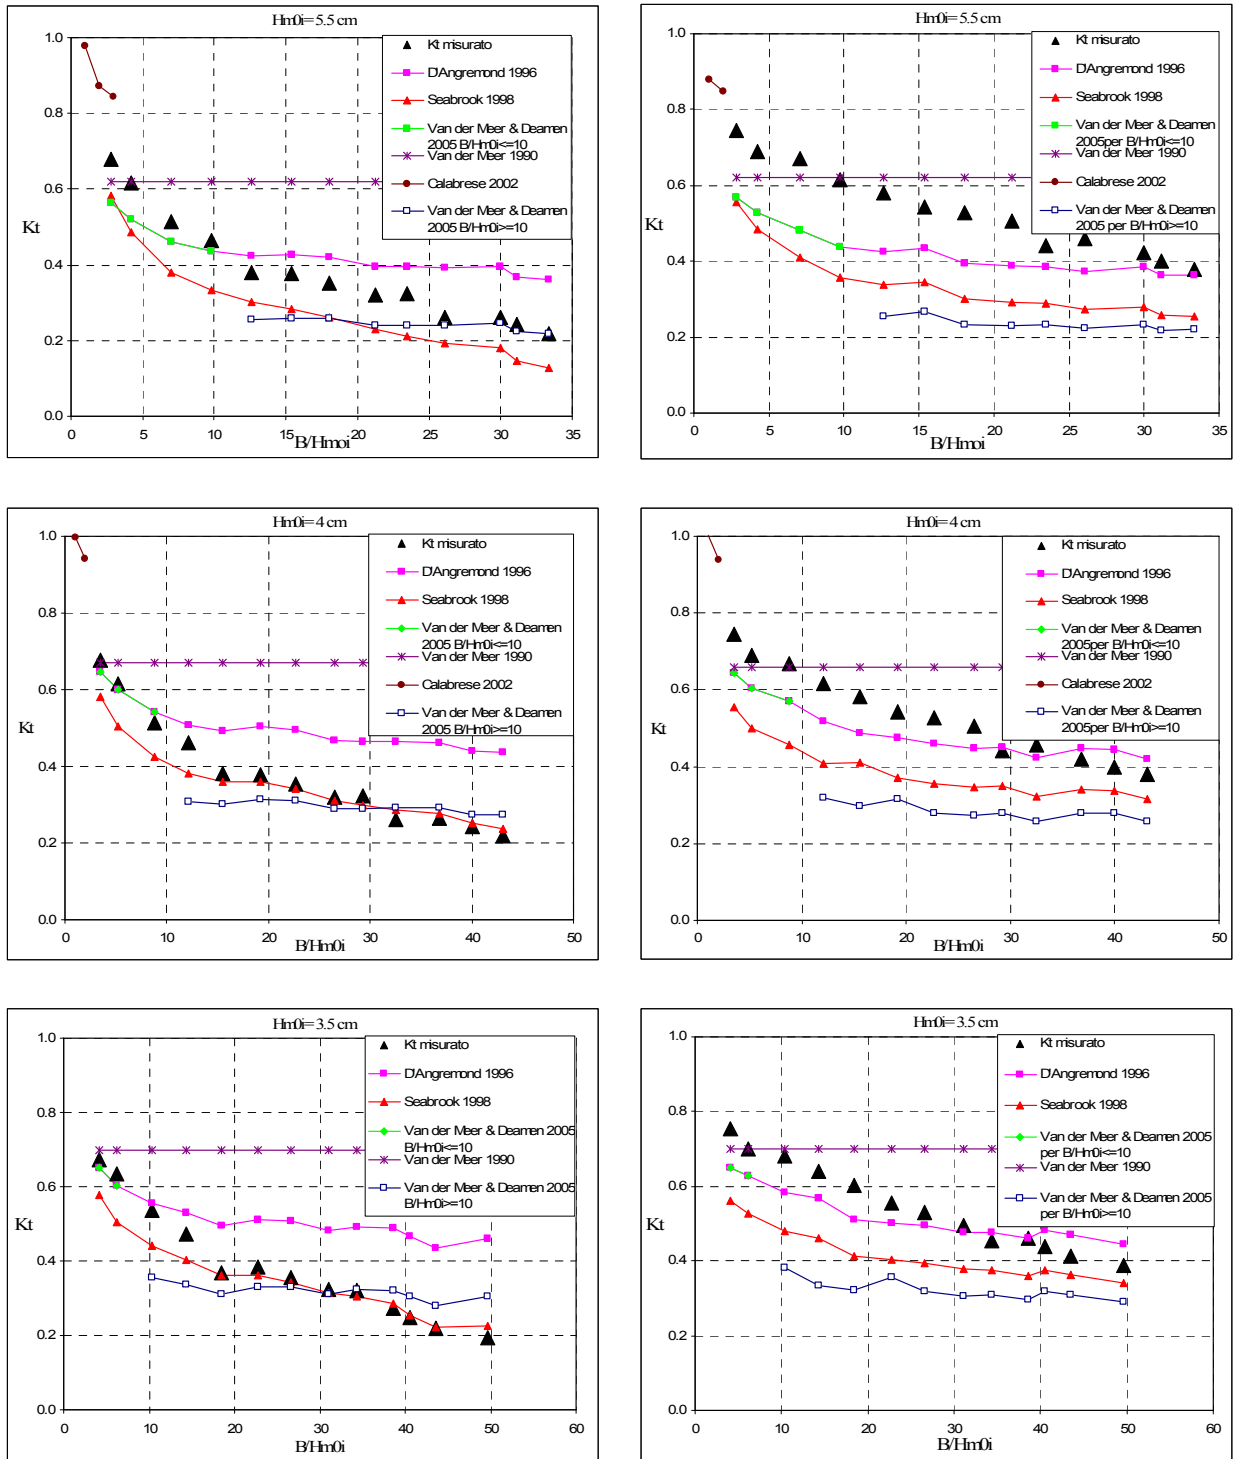 Hm0i= 5.5 cm
1.0
0.8
0.6
0.4
0.2
0.0
Kt
0 5 10 15 20 25 30 35
B/Hmoi
Kt misurato
D'Angremond 1996
Seabrook 1998
Van der Meer & Deamen
2005 B/Hm0i<=10
Van der Meer 1990
Calabrese 2002
Van der Meer & Deamen
2005 B/Hm0i>=10
Hm0i= 5.5 cm
1.0
0.8
0.6
0.4
0.2
0.0
Kt
0 5 10 15 20 25 30 35
B/Hm0i
Kt misurato
D'Angremond 1996
Seabrook 1998
Van der Meer & Deamen
2005per B/Hm0i<=10
Van der Meer 1990
Calabrese 2002
Van der Meer & Deamen
2005 per B/Hm0i>=10
Hm0i= 4 cm
1.0
0.8
0.6
0.4
0.2
0.0
Kt
0 10 20 30 40 50
B/Hm0i
Kt misurato
D'Angremond 1996
Seabrook 1998
Van der Meer & Deamen
2005 B/Hm0i<=10
Van der Meer 1990
Calabrese 2002
Van der Meer & Deamen
2005 B/Hm0i>=10
Hm0i= 4 cm
1.0
0.8
0.6
0.4
0.2
0.0
Kt
0 10 20 30 40 50
B/Hm0i
Kt misurato
D'Angremond 1996
Seabrook 1998
Van der Meer & Deamen
2005per B/Hm0i<=10
Van der Meer 1990
Calabrese 2002
Van der Meer & Deamen
2005per B/Hm0i>=10
Hm0i= 3.5 cm
1.0
0.8
0.6
0.4
0.2
0.0
Kt
0 10 20 30 40 50 60
B/Hm0i
Kt misurato
D'Angremond 1996
Seabrook 1998
Van der Meer & Deamen 2005
B/Hm0i<=10
Van der Meer 1990
Van der Meer & Deamen 2005
B/Hm0i>=10
Hm0i= 3.5 cm
1.0
0.8
0.6
0.4
0.2
0.0
Kt
0 10 20 30 40 50 60
B/Hm0i
Kt misurato
D'Angremond 1996
Seabrook 1998
Van der Meer & Deamen 2005
per B/Hm0i<=10
Van der Meer 1990
Van der Meer & Deamen 2005
per B/Hm0i>=10